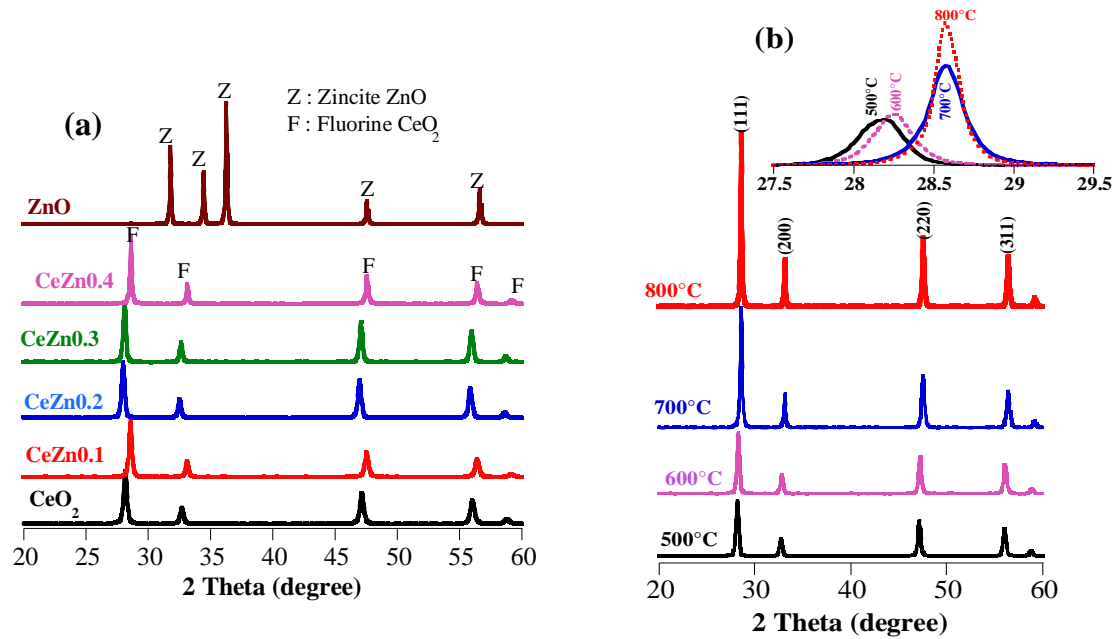 (a)
Z : Zincite ZnO
F : Fluorine CeO2
Z
Z
Z
Z
Z
ZnO
F
F
F
F
F
CeZn0.4
CeZn0.3
CeZn0.2
CeZn0.1
CeO2
20 25 30 35 40 45 50 55 60
2 Theta (degree)
(b)
800°C
500°C
600°C
700°C
27.5 28 28.5 29 29.5
(111)
(200)
(220)
(311)
800°C
700°C
600°C
500°C
20 30 40 50 60
2 Theta (degree)